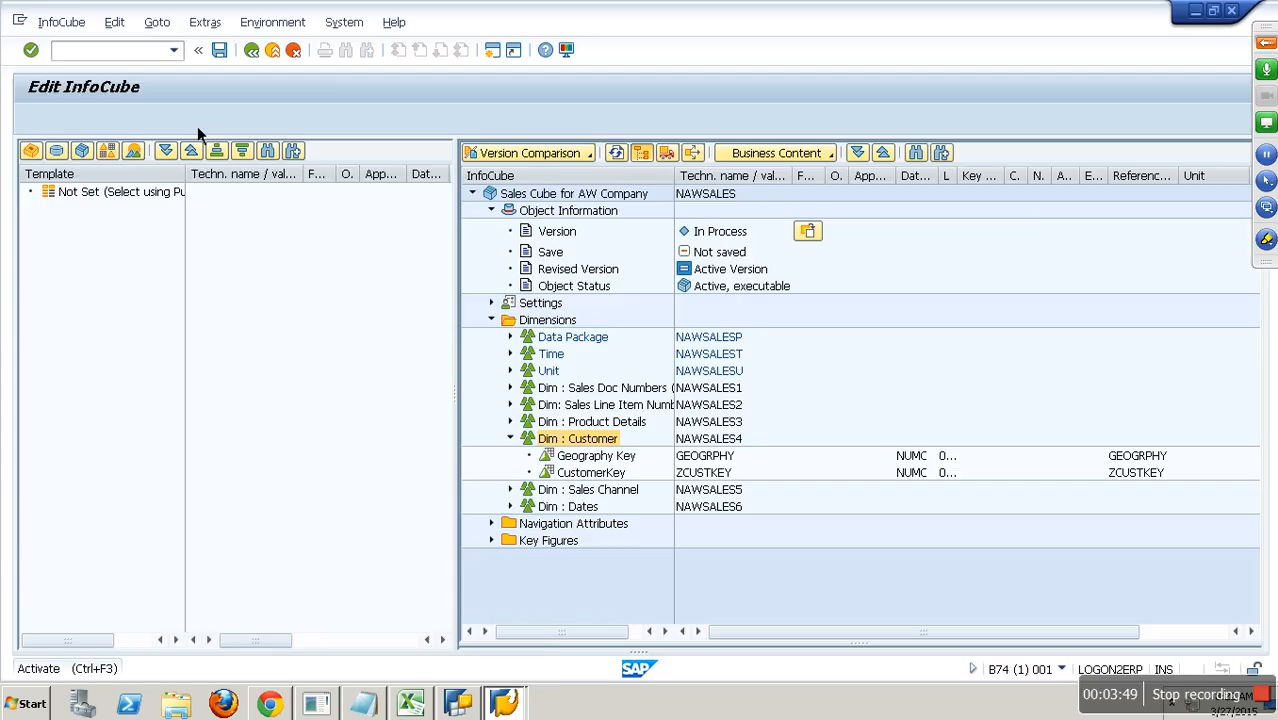 InfoCube Edit Goto Extras Environment System Help
Edit InfoCube
Version Comparison Business Content
Template Techn. name / val... F... O. App... Dat...
Not Set (Select using Pu
InfoCube Techn. name / val... F... O. App... Dat... L Key ... C. N. A.. E... Referenc... Unit
Sales Cube for AW Company NAWSALES
Object Information
Version In Process
Save Not saved
Revised Version Active Version
Object Status Active, executable
Settings
Dimensions
Data Package NAWSALESP
Time NAWSALEST
Unit NAWSALESU
Dim : Sales Doc Numbers ( NAWSALES1
Dim: Sales Line Item Numb NAWSALES2
Dim : Product Details NAWSALES3
Dim : Customer NAWSALES4
Geography Key GEOGRPHY NUMC 0... GEOGRPHY
CustomerKey ZCUSTKEY NUMC 0... ZCUSTKEY
Dim : Sales Channel NAWSALES5
Dim : Dates NAWSALES6
Navigation Attributes
Key Figures
Activate (Ctrl+F3) SAP B74 (1) 001 LOGON2ERP INS
Start 00:03:49 Stop recording AM
3/27/2015